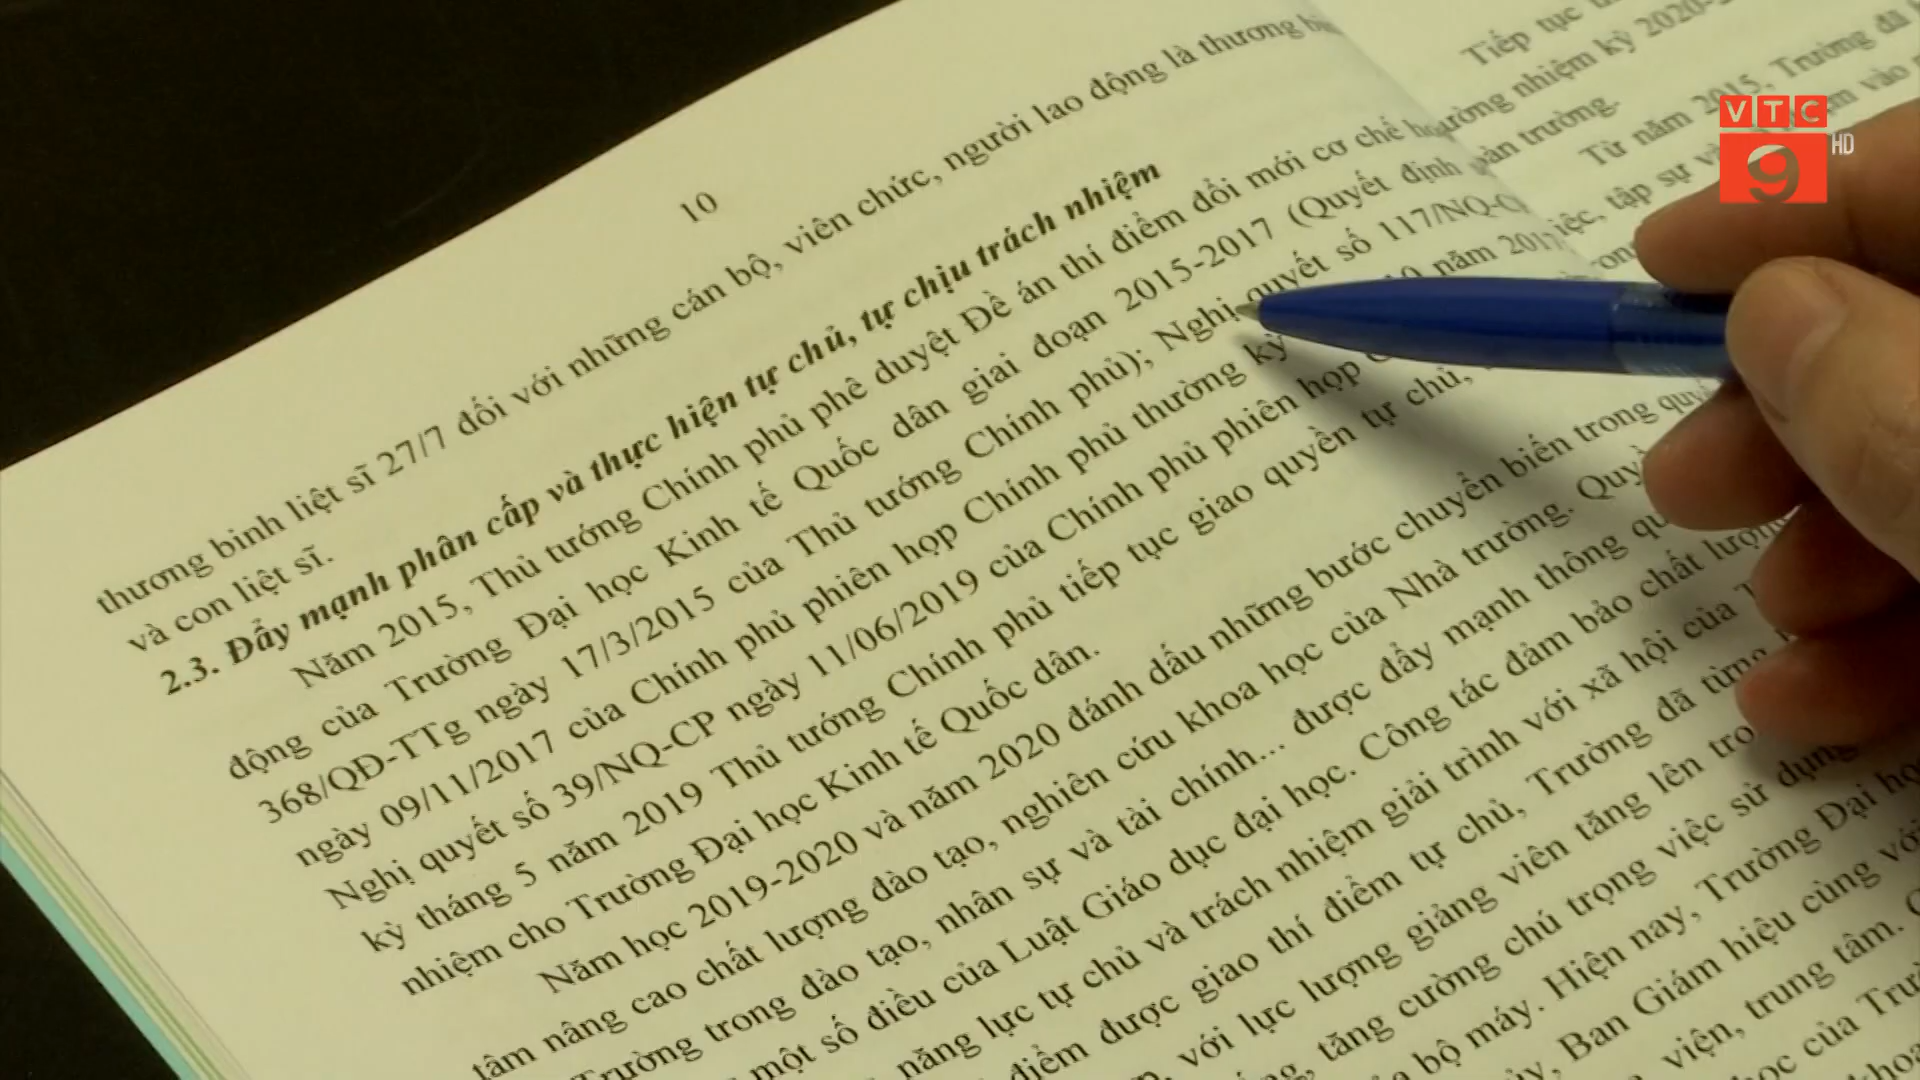 10
thương binh liệt sĩ 27/7 đối với những cán bộ, viên chức, người lao động là thương
và con liệt sĩ.
2.3. Đẩy mạnh phân cấp và thực hiện tự chủ, tự chịu trách nhiệm
Năm 2015, Thủ tướng Chính phủ phê duyệt Đề án thí điểm đổi mới cơ chế
động của Trường Đại học Kinh tế Quốc dân giai đoạn 2015-2017 (Quyết định
368/QĐ-TTg ngày 17/3/2015 của Thủ tướng Chính phủ); Nghị quyết số 117/NQ-
ngày 09/11/2017 của Chính phủ phiên họp Chính phủ thường kỳ năm
Nghị quyết số 39/NQ-CP ngày 11/06/2019 của Chính phủ phiên họp
kỳ tháng 5 năm 2019 Thủ tướng Chính phủ tiếp tục giao quyền tự chủ,
nhiệm cho Trường Đại học Kinh tế Quốc dân.
Năm học 2019-2020 và năm 2020 đánh dấu những bước chuyển biến trong
tâm nâng cao chất lượng đào tạo, nghiên cứu khoa học của Nhà trường.
Trường trong đào tạo, nhân sự và tài chính... được đẩy mạnh thông
một số điều của Luật Giáo dục đại học. Công tác đảm bảo chất lượng
năng lực tự chủ và trách nhiệm giải trình với xã hội của
điểm được giao thí điểm tự chủ, Trường đã từng
với lực lượng giảng viên tăng lên
tăng cường chú trọng việc sử dụng
bộ máy. Hiện nay, Trường Đại
Ban Giám hiệu cùng
viện, trung tâm.
của
Tiếp tục
nhiệm kỳ 2020-
trường.
Từ năm 2015, Trường đã
tập sự
VTC
9
HD